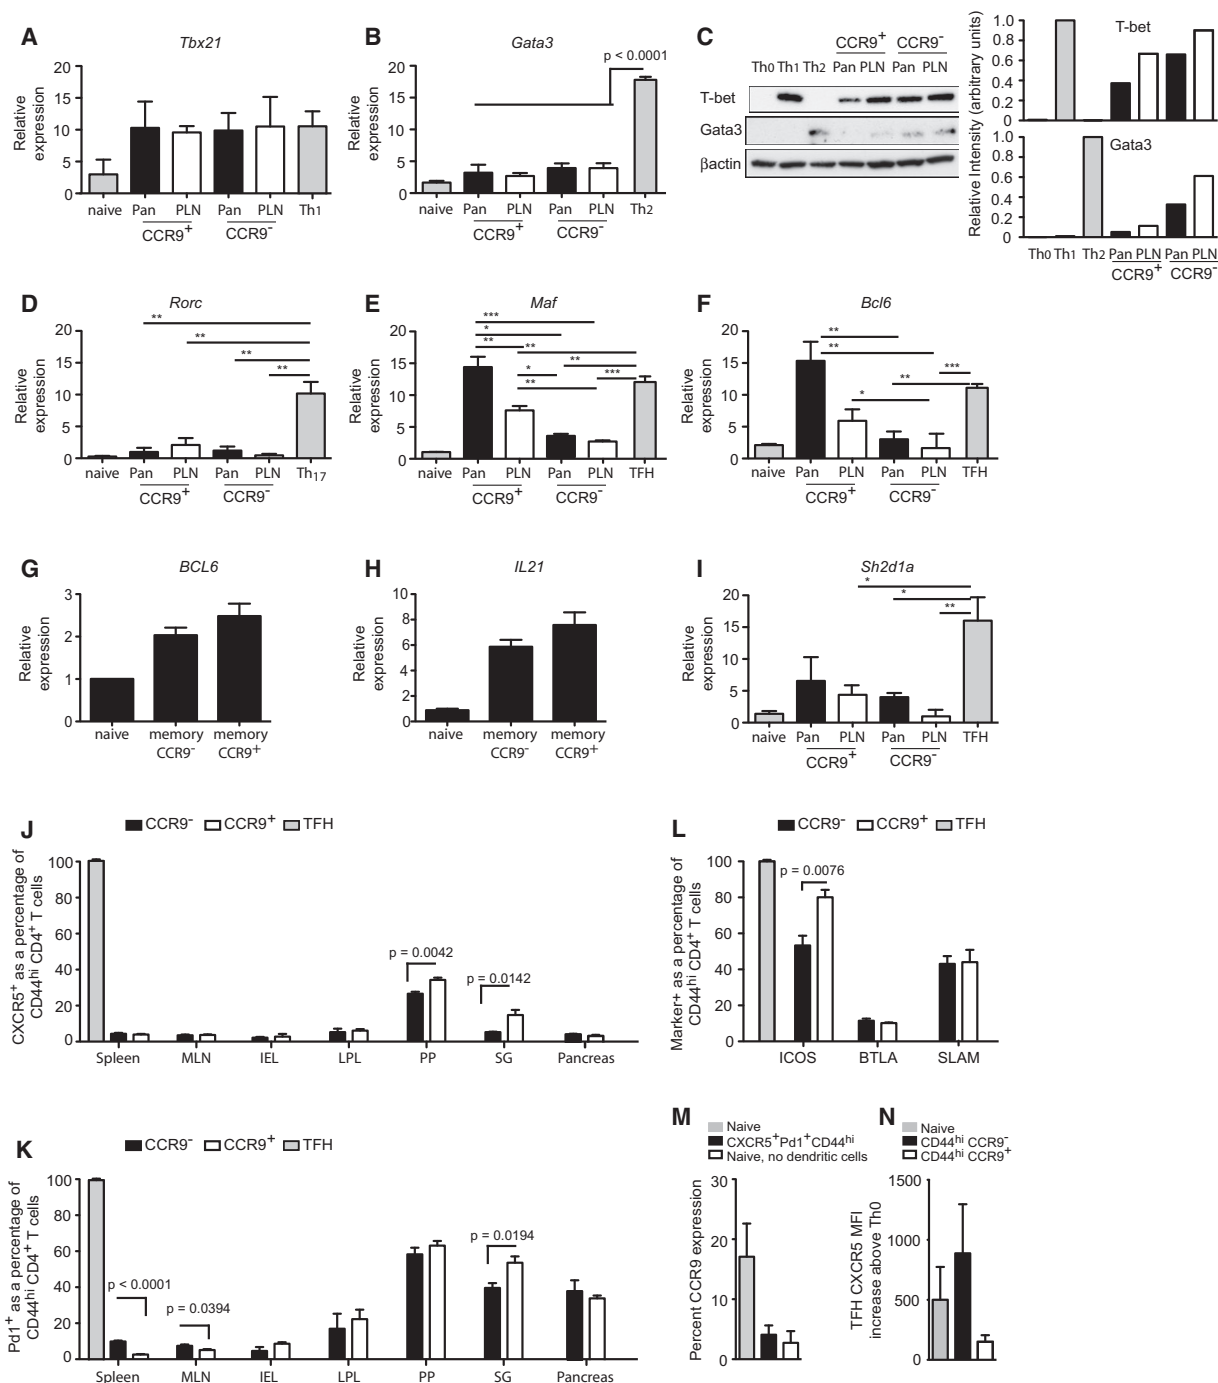 A
Tbx21
Relative expression
20
15
10
5
0
naive Pan PLN Pan PLN Th1
CCR9+ CCR9-
B
Gata3
p < 0.0001
Relative expression
20
15
10
5
0
naive Pan PLN Pan PLN Th2
CCR9+ CCR9-
C
CCR9+ CCR9-
Th0 Th1 Th2 Pan PLN Pan PLN
T-bet
Gata3
βactin
Relative Intensity (arbitrary units)
T-bet
1.0
0.8
0.6
0.4
0.2
0
Gata3
1.0
0.8
0.6
0.4
0.2
0
Th0 Th1 Th2 Pan PLN Pan PLN
CCR9+ CCR9-
D
Rorc
**
**
**
**
Relative expression
20
15
10
5
0
naive Pan PLN Pan PLN Th17
CCR9+ CCR9-
E
Maf
***
*
** **
**
* ***
**
Relative expression
20
15
10
5
0
naive Pan PLN Pan PLN TFH
CCR9+ CCR9-
F
Bcl6
**
**
***
**
*
Relative expression
20
15
10
5
0
naive Pan PLN Pan PLN TFH
CCR9+ CCR9-
G
BCL6
Relative expression
3
2
1
0
naive memory CCR9- memory CCR9+
H
IL21
Relative expression
10
8
6
4
2
0
naive memory CCR9- memory CCR9+
I
Sh2d1a
*
*
**
Relative expression
20
15
10
5
0
naive Pan PLN Pan PLN TFH
CCR9+ CCR9-
J
CCR9- CCR9+ TFH
CXCR5+ as a percentage of CD44hi CD4+ T cells
100
80
60
40
20
0
p = 0.0042
p = 0.0142
Spleen MLN IEL LPL PP SG Pancreas
L
CCR9- CCR9+ TFH
Marker+ as a percentage of CD44hi CD4+ T cells
100
80
60
40
20
0
p = 0.0076
ICOS BTLA SLAM
K
CCR9- CCR9+ TFH
Pd1+ as a percentage of CD44hi CD4+ T cells
100
80
60
40
20
0
p < 0.0001
p = 0.0394
p = 0.0194
Spleen MLN IEL LPL PP SG Pancreas
M
Naive
CXCR5+Pd1+CD44hi
Naive, no dendritic cells
Percent CCR9 expression
30
20
10
0
N
Naive
CD44hi CCR9-
CD44hi CCR9+
TFH CXCR5 MFI increase above Th0
1500
1000
500
0